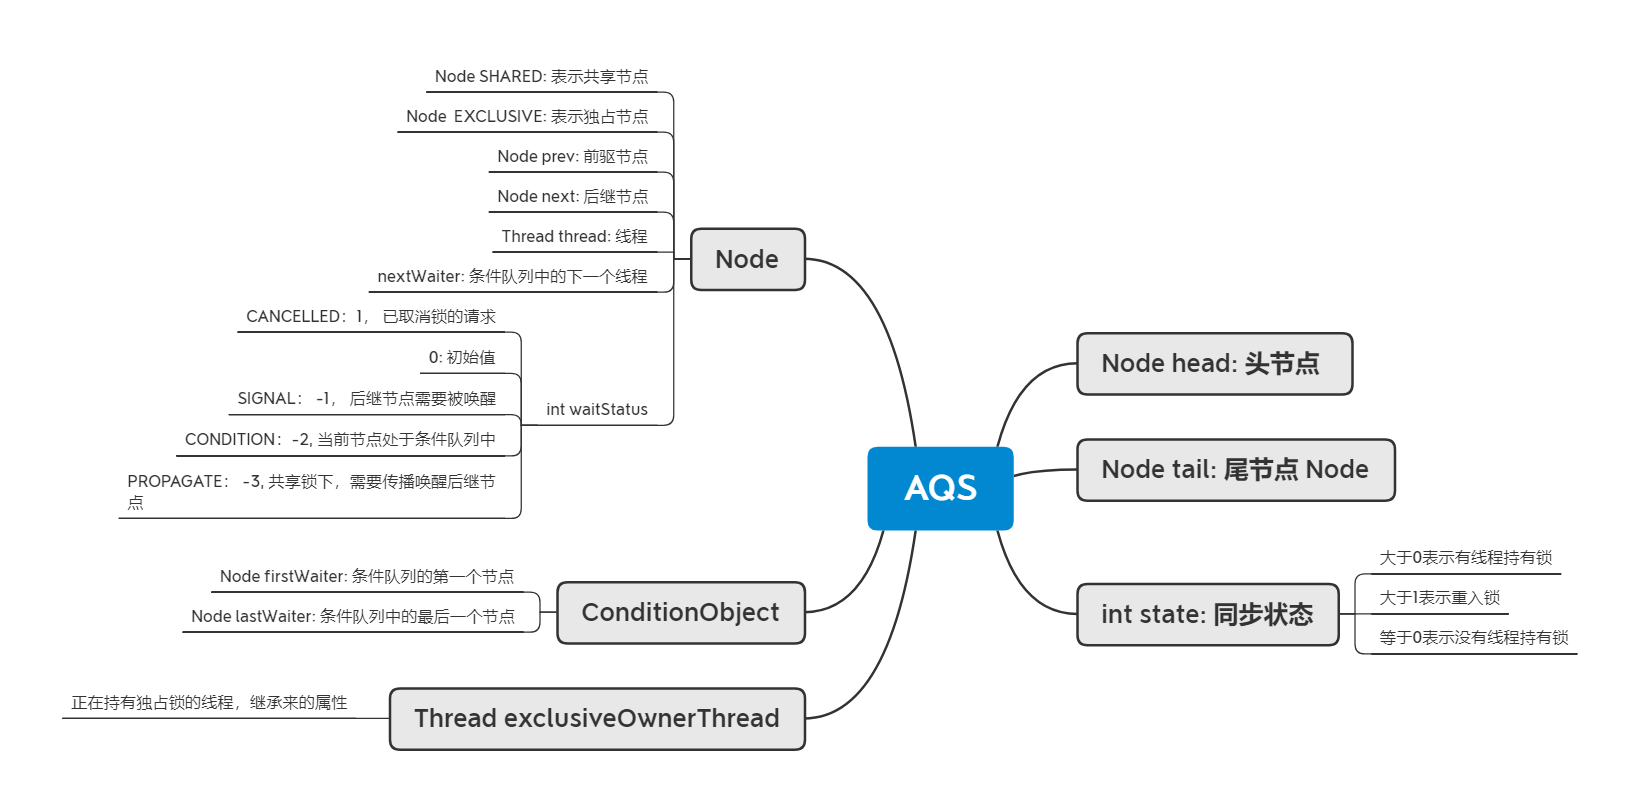 AQS
Node
Node SHARED: 表示共享节点
Node  EXCLUSIVE: 表示独占节点
Node prev: 前驱节点
Node next: 后继节点
Thread thread: 线程
nextWaiter: 条件队列中的下一个线程
int waitStatus
CANCELLED：1， 已取消锁的请求
0: 初始值
SIGNAL： -1， 后继节点需要被唤醒
CONDITION：-2, 当前节点处于条件队列中
PROPAGATE： -3, 共享锁下，需要传播唤醒后继节
点
ConditionObject
Node firstWaiter: 条件队列的第一个节点
Node lastWaiter: 条件队列中的最后一个节点
Thread exclusiveOwnerThread
正在持有独占锁的线程，继承来的属性
Node head: 头节点
Node tail: 尾节点 Node
int state: 同步状态
大于0表示有线程持有锁
大于1表示重入锁
等于0表示没有线程持有锁